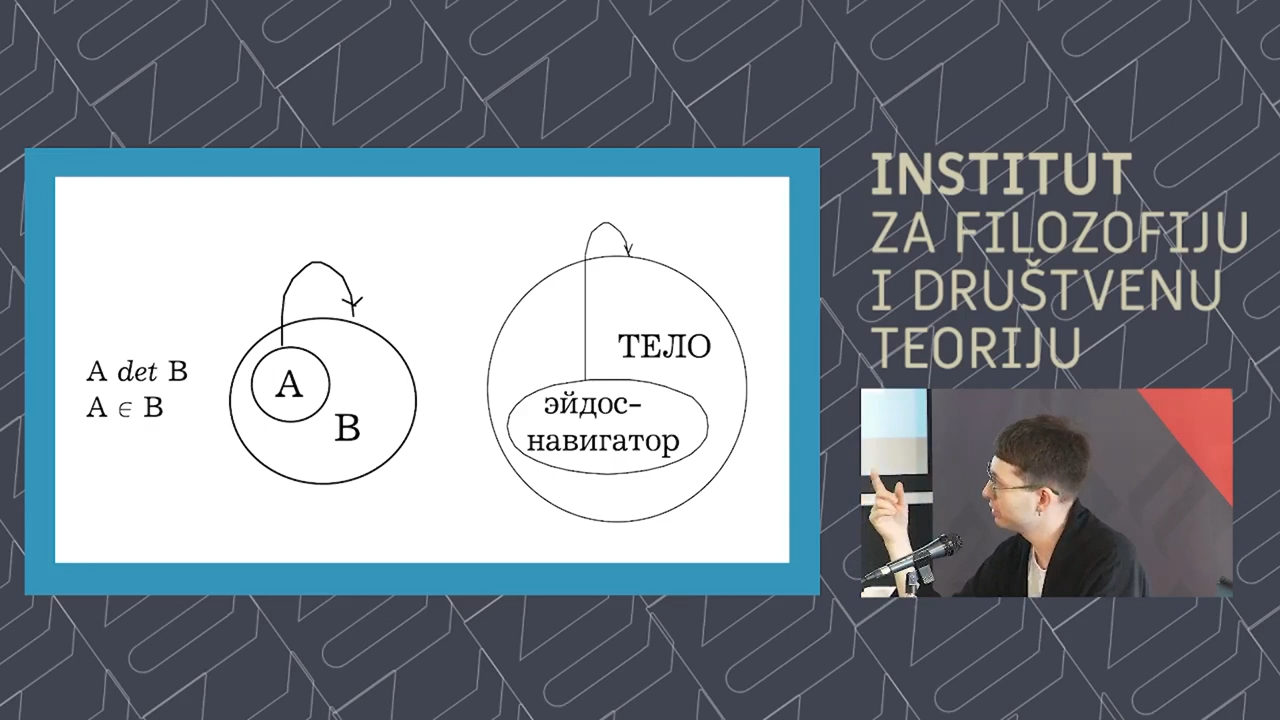 A det B
A ∈ B
A
B
ТЕЛО
эйдос-
навигатор
INSTITUT
ZA FILOZOFIJU
I DRUŠTVENU
TEORIJU